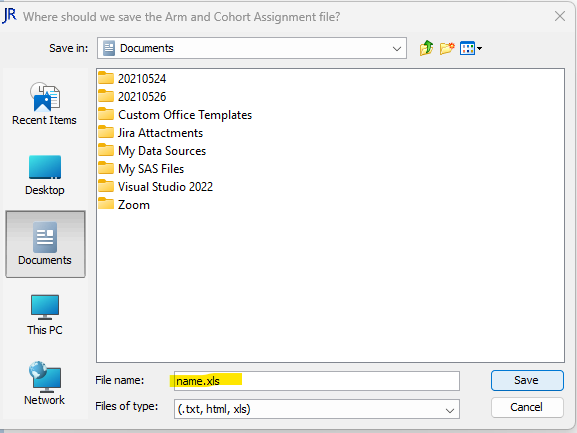 JR Where should we save the Arm and Cohort Assignment file?
Save in: Documents
Recent Items
Desktop
Documents
This PC
Network
20210524
20210526
Custom Office Templates
Jira Attactments
My Data Sources
My SAS Files
Visual Studio 2022
Zoom
File name: name.xls
Save
Files of type: (.txt, html, xls)
Cancel